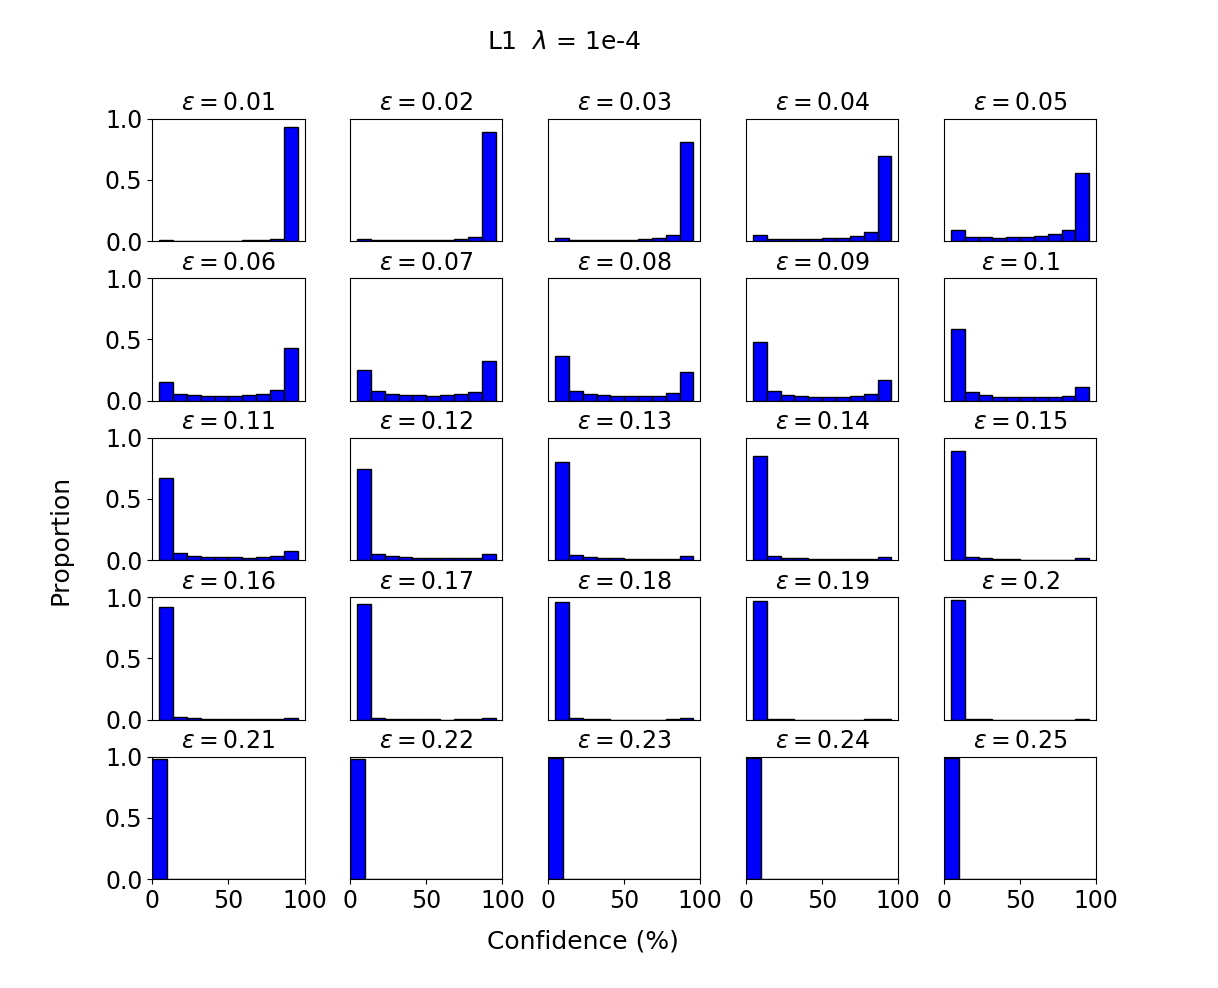 L1 λ = 1e-4
ε = 0.01 ε = 0.02 ε = 0.03 ε = 0.04 ε = 0.05
1.0
0.5
0.0
ε = 0.06 ε = 0.07 ε = 0.08 ε = 0.09 ε = 0.1
1.0
0.5
0.0
ε = 0.11 ε = 0.12 ε = 0.13 ε = 0.14 ε = 0.15
1.0
0.5
0.0
Proportion
ε = 0.16 ε = 0.17 ε = 0.18 ε = 0.19 ε = 0.2
1.0
0.5
0.0
ε = 0.21 ε = 0.22 ε = 0.23 ε = 0.24 ε = 0.25
1.0
0.5
0.0
0 50 100 0 50 100 0 50 100 0 50 100 0 50 100
Confidence (%)